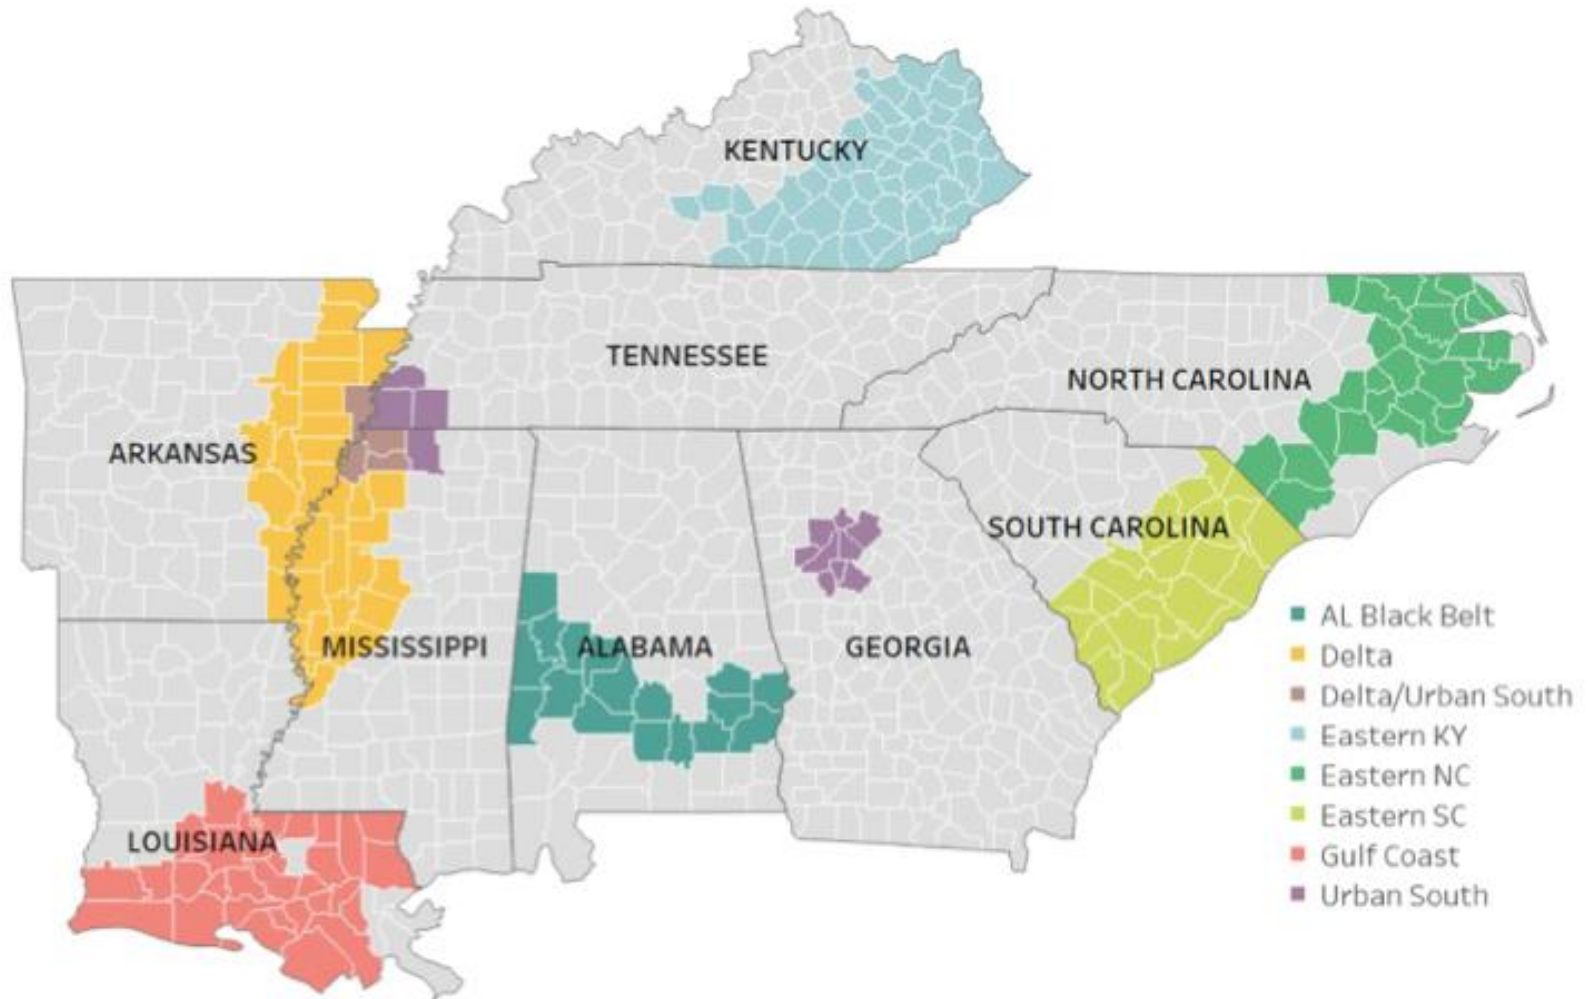 KENTUCKY
TENNESSEE
NORTH CAROLINA
ARKANSAS
SOUTH CAROLINA
MISSISSIPPI
ALABAMA
GEORGIA
LOUISIANA
AL Black Belt
Delta
Delta/Urban South
Eastern KY
Eastern NC
Eastern SC
Gulf Coast
Urban South